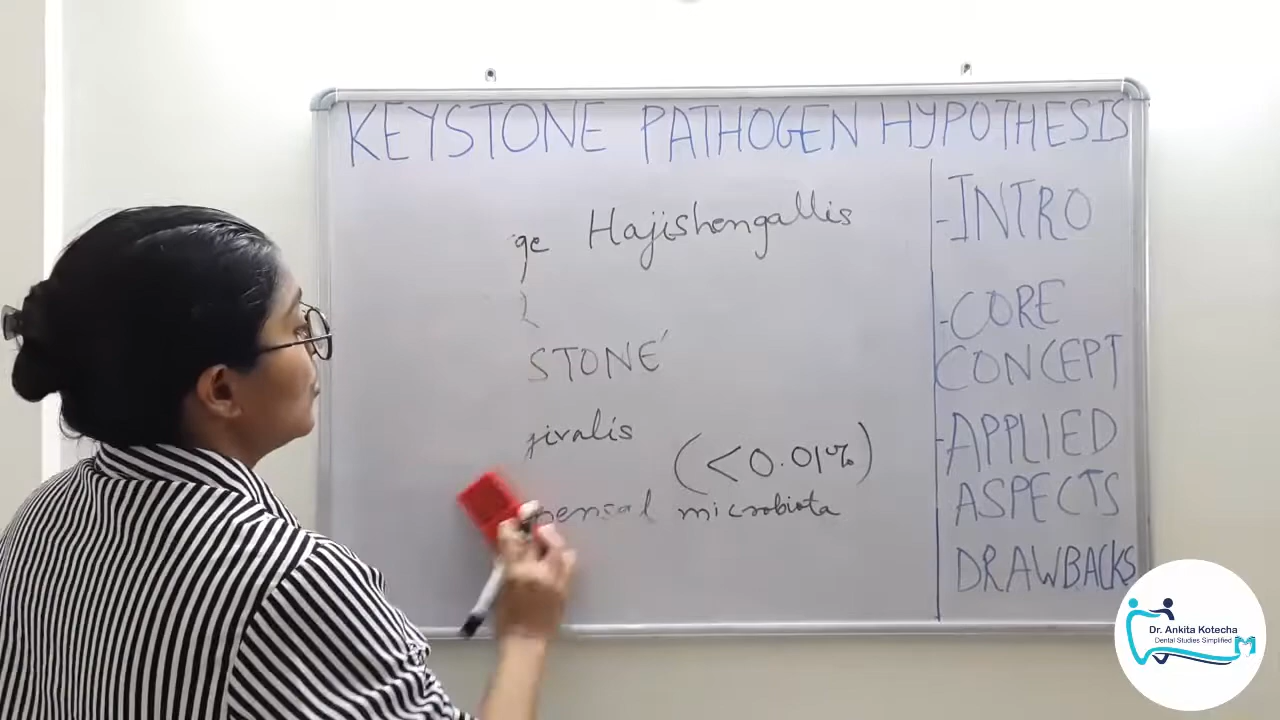 KEYSTONE PATHOGEN HYPOTHESIS
ge Hajishengallis
STONE'
givalis
(<0.01%)
mensal microbiota
-INTRO
-CORE
CONCEPT
-APPLIED
ASPECTS
DRAWBACKS
Dr. Ankita Kotecha
Dental Studies Simplified